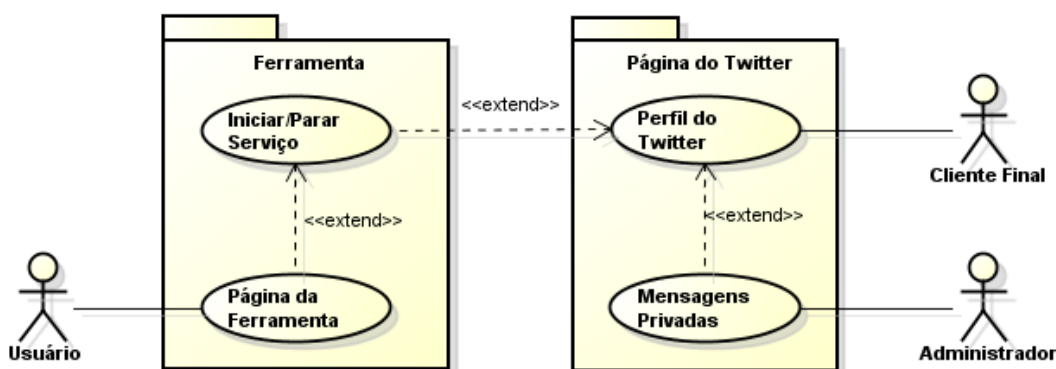 Ferramenta
Página do Twitter
Iniciar/Parar
Serviço
<<extend>>
Perfil do
Twitter
Cliente Final
<<extend>>
<<extend>>
Usuário
Página da
Ferramenta
Mensagens
Privadas
Administrador